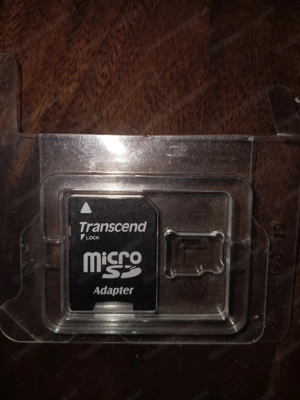 Transcend
LOCK
micro
SD
Adapter